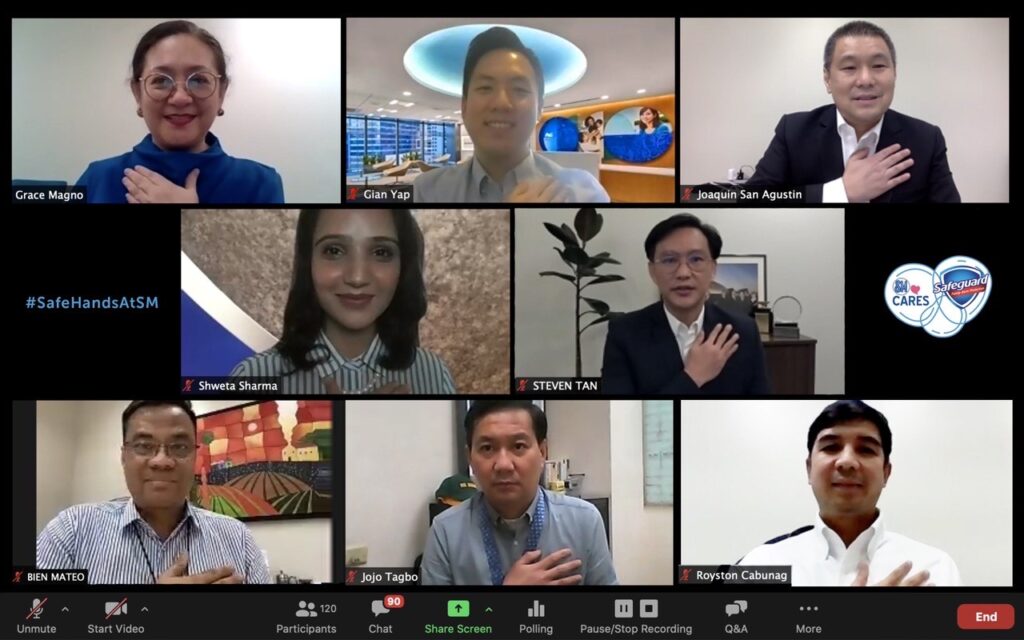 Grace Magno
Gian Yap
Joaquin San Agustin
#SafeHandsAtSM
Shweta Sharma
STEVEN TAN
SM
CARES
Safeguard
BIEN MATEO
Jojo Tagbo
Royston Cabunag
90
120
Unmute
Start Video
Participants
Chat
Share Screen
Polling
Pause/Stop Recording
Q&A
More
End